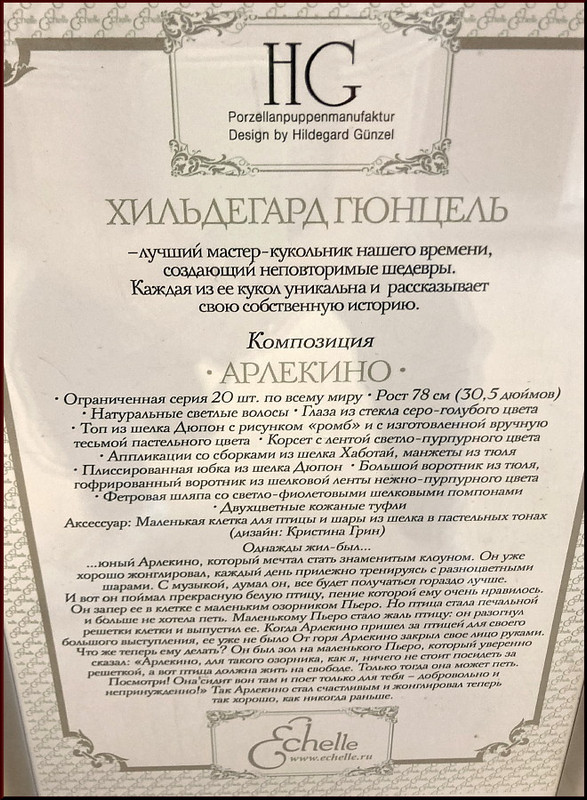 HG
Porzellanpuppenmanufaktur
Design by Hildegard Günzel
ХИЛЬДЕГАРД ГЮНЦЕЛЬ
–лучший мастер-кукольник нашего времени,
создающий неповторимые шедевры.
Каждая из ее кукол уникальна и рассказывает
свою собственную историю.
Композиция
· АРЛЕКИНО ·
· Ограниченная серия 20 шт. по всему миру · Рост 78 см (30,5 дюймов)
· Натуральные светлые волосы · Глаза из стекла серо-голубого цвета
· Топ из шелка Дюпон с рисунком «ромб» и с изготовленной вручную
тесьмой пастельного цвета · Корсет с лентой светло-пурпурного цвета
· Аппликации со сборками из шелка Хаботай, манжеты из тюля
· Плиссированная юбка из шелка Дюпон · Большой воротник из тюля,
гофрированный воротник из шелковой ленты нежно-пурпурного цвета
· Фетровая шляпа со светло-фиолетовыми шелковыми помпонами
· Двухцветные кожаные туфли
Аксессуар: Маленькая клетка для птицы и шары из шелка в пастельных тонах
(дизайн: Кристина Грин)
Однажды жил-был...
...юный Арлекино, который мечтал стать знаменитым клоуном. Он уже
хорошо жонглировал, каждый день прилежно тренируясь с разноцветными
шарами. С музыкой, думал он, все будет получаться гораздо лучше.
И вот он поймал прекрасную белую птицу, пение которой ему очень нравилось.
Он запер ее в клетке с маленьким озорником Пьеро. Но птица стала печальной
и больше не хотела петь. Маленькому Пьеро стало жаль птицу: он разогнул
решетки клетки и выпустил ее. Когда Арлекино пришел за птицей для своего
большого выступления, ее уже не было От горя Арлекино закрыл свое лицо руками.
Что же теперь ему делать? Он был зол на маленького Пьеро, который уверенно
сказал: «Арлекино, для такого озорника, как я, ничего не стоит посидеть за
решеткой, а вот птица должна жить на свободе. Только тогда она может петь.
Посмотри! Она сидит вон там и поет только для тебя – добровольно и
непринужденно!» Так Арлекино стал счастливым и жонглировал теперь
так хорошо, как никогда раньше.
Echelle
www.echelle.ru